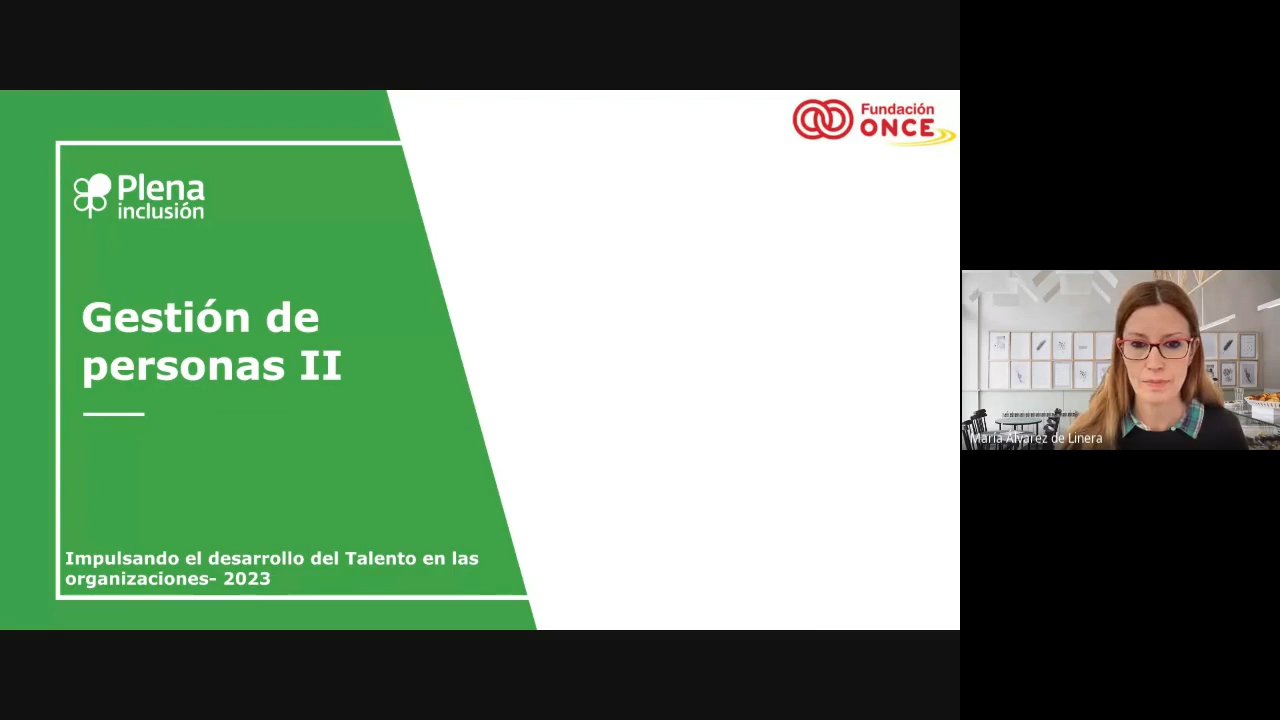 Fundación
ONCE
Plena
inclusión
Gestión de
personas II
Impulsando el desarrollo del Talento en las
organizaciones- 2023
María Álvarez de Linera